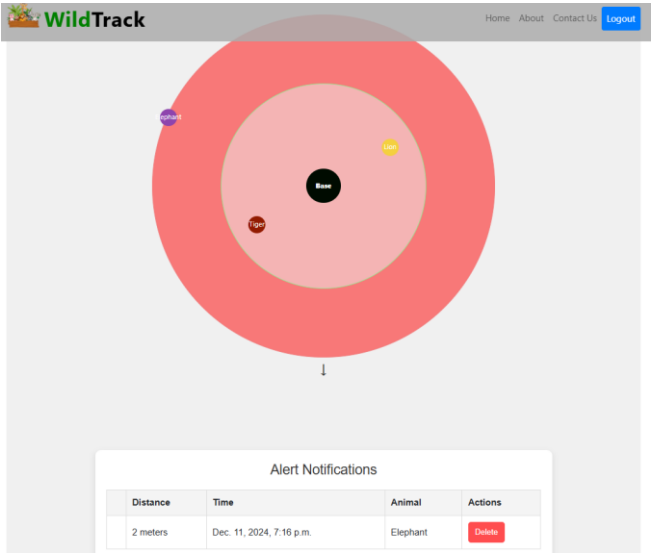 WildTrack
Home About Contact Us Logout
ephant
Lion
Base
Tiger
↓
Alert Notifications
Distance Time Animal Actions
2 meters Dec. 11, 2024, 7:16 p.m. Elephant Delete